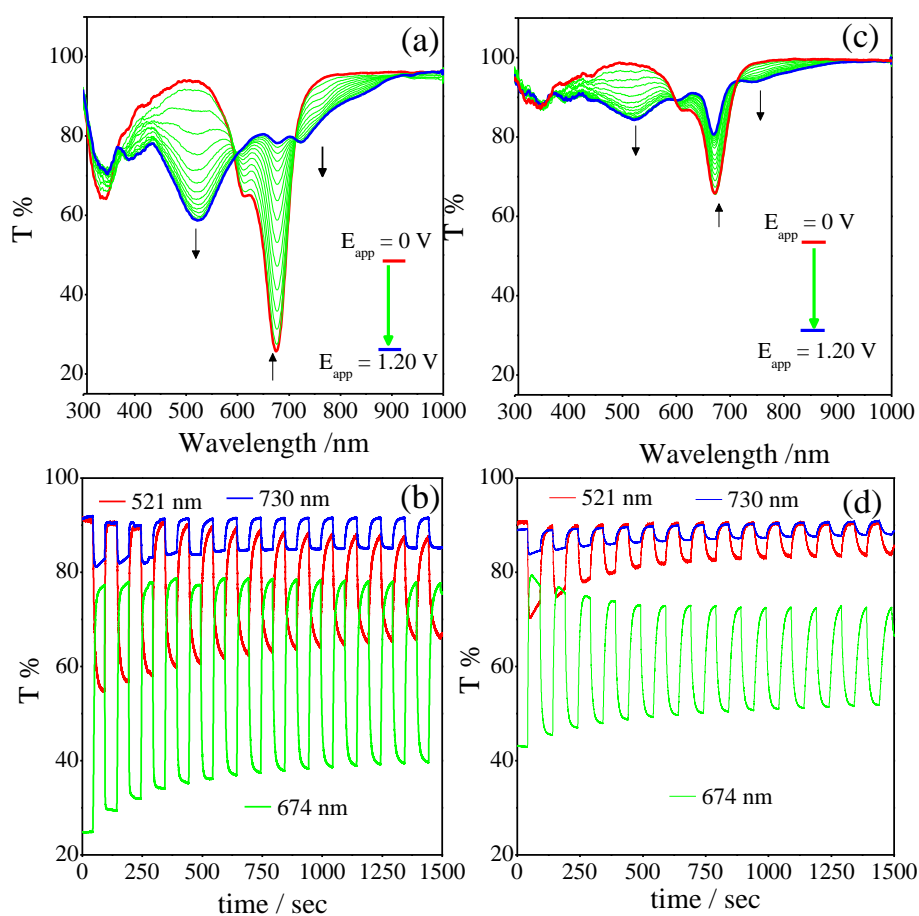 (a)
100
80
60
40
20
T %
E_app = 0 V
E_app = 1.20 V
300 400 500 600 700 800 900 1000
Wavelength /nm
(c)
100
80
60
40
20
T %
E_app = 0 V
E_app = 1.20 V
300 400 500 600 700 800 900 1000
Wavelength /nm
(b)
521 nm
730 nm
674 nm
100
80
60
40
20
T %
0 250 500 750 1000 1250 1500
time / sec
(d)
521 nm
730 nm
674 nm
100
80
60
40
20
T %
0 250 500 750 1000 1250 1500
time / sec